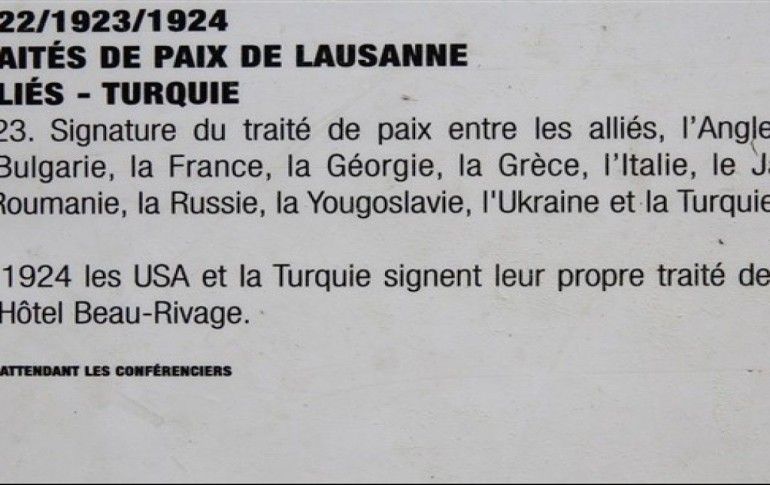 22/1923/1924
AITÉS DE PAIX DE LAUSANNE
LIÉS - TURQUIE
23. Signature du traité de paix entre les alliés, l'Angle
Bulgarie, la France, la Géorgie, la Grèce, l'Italie, le Ja
Roumanie, la Russie, la Yougoslavie, l'Ukraine et la Turquie
1924 les USA et la Turquie signent leur propre traité de
Hôtel Beau-Rivage.
ATTENDANT LES CONFÉRENCIERS